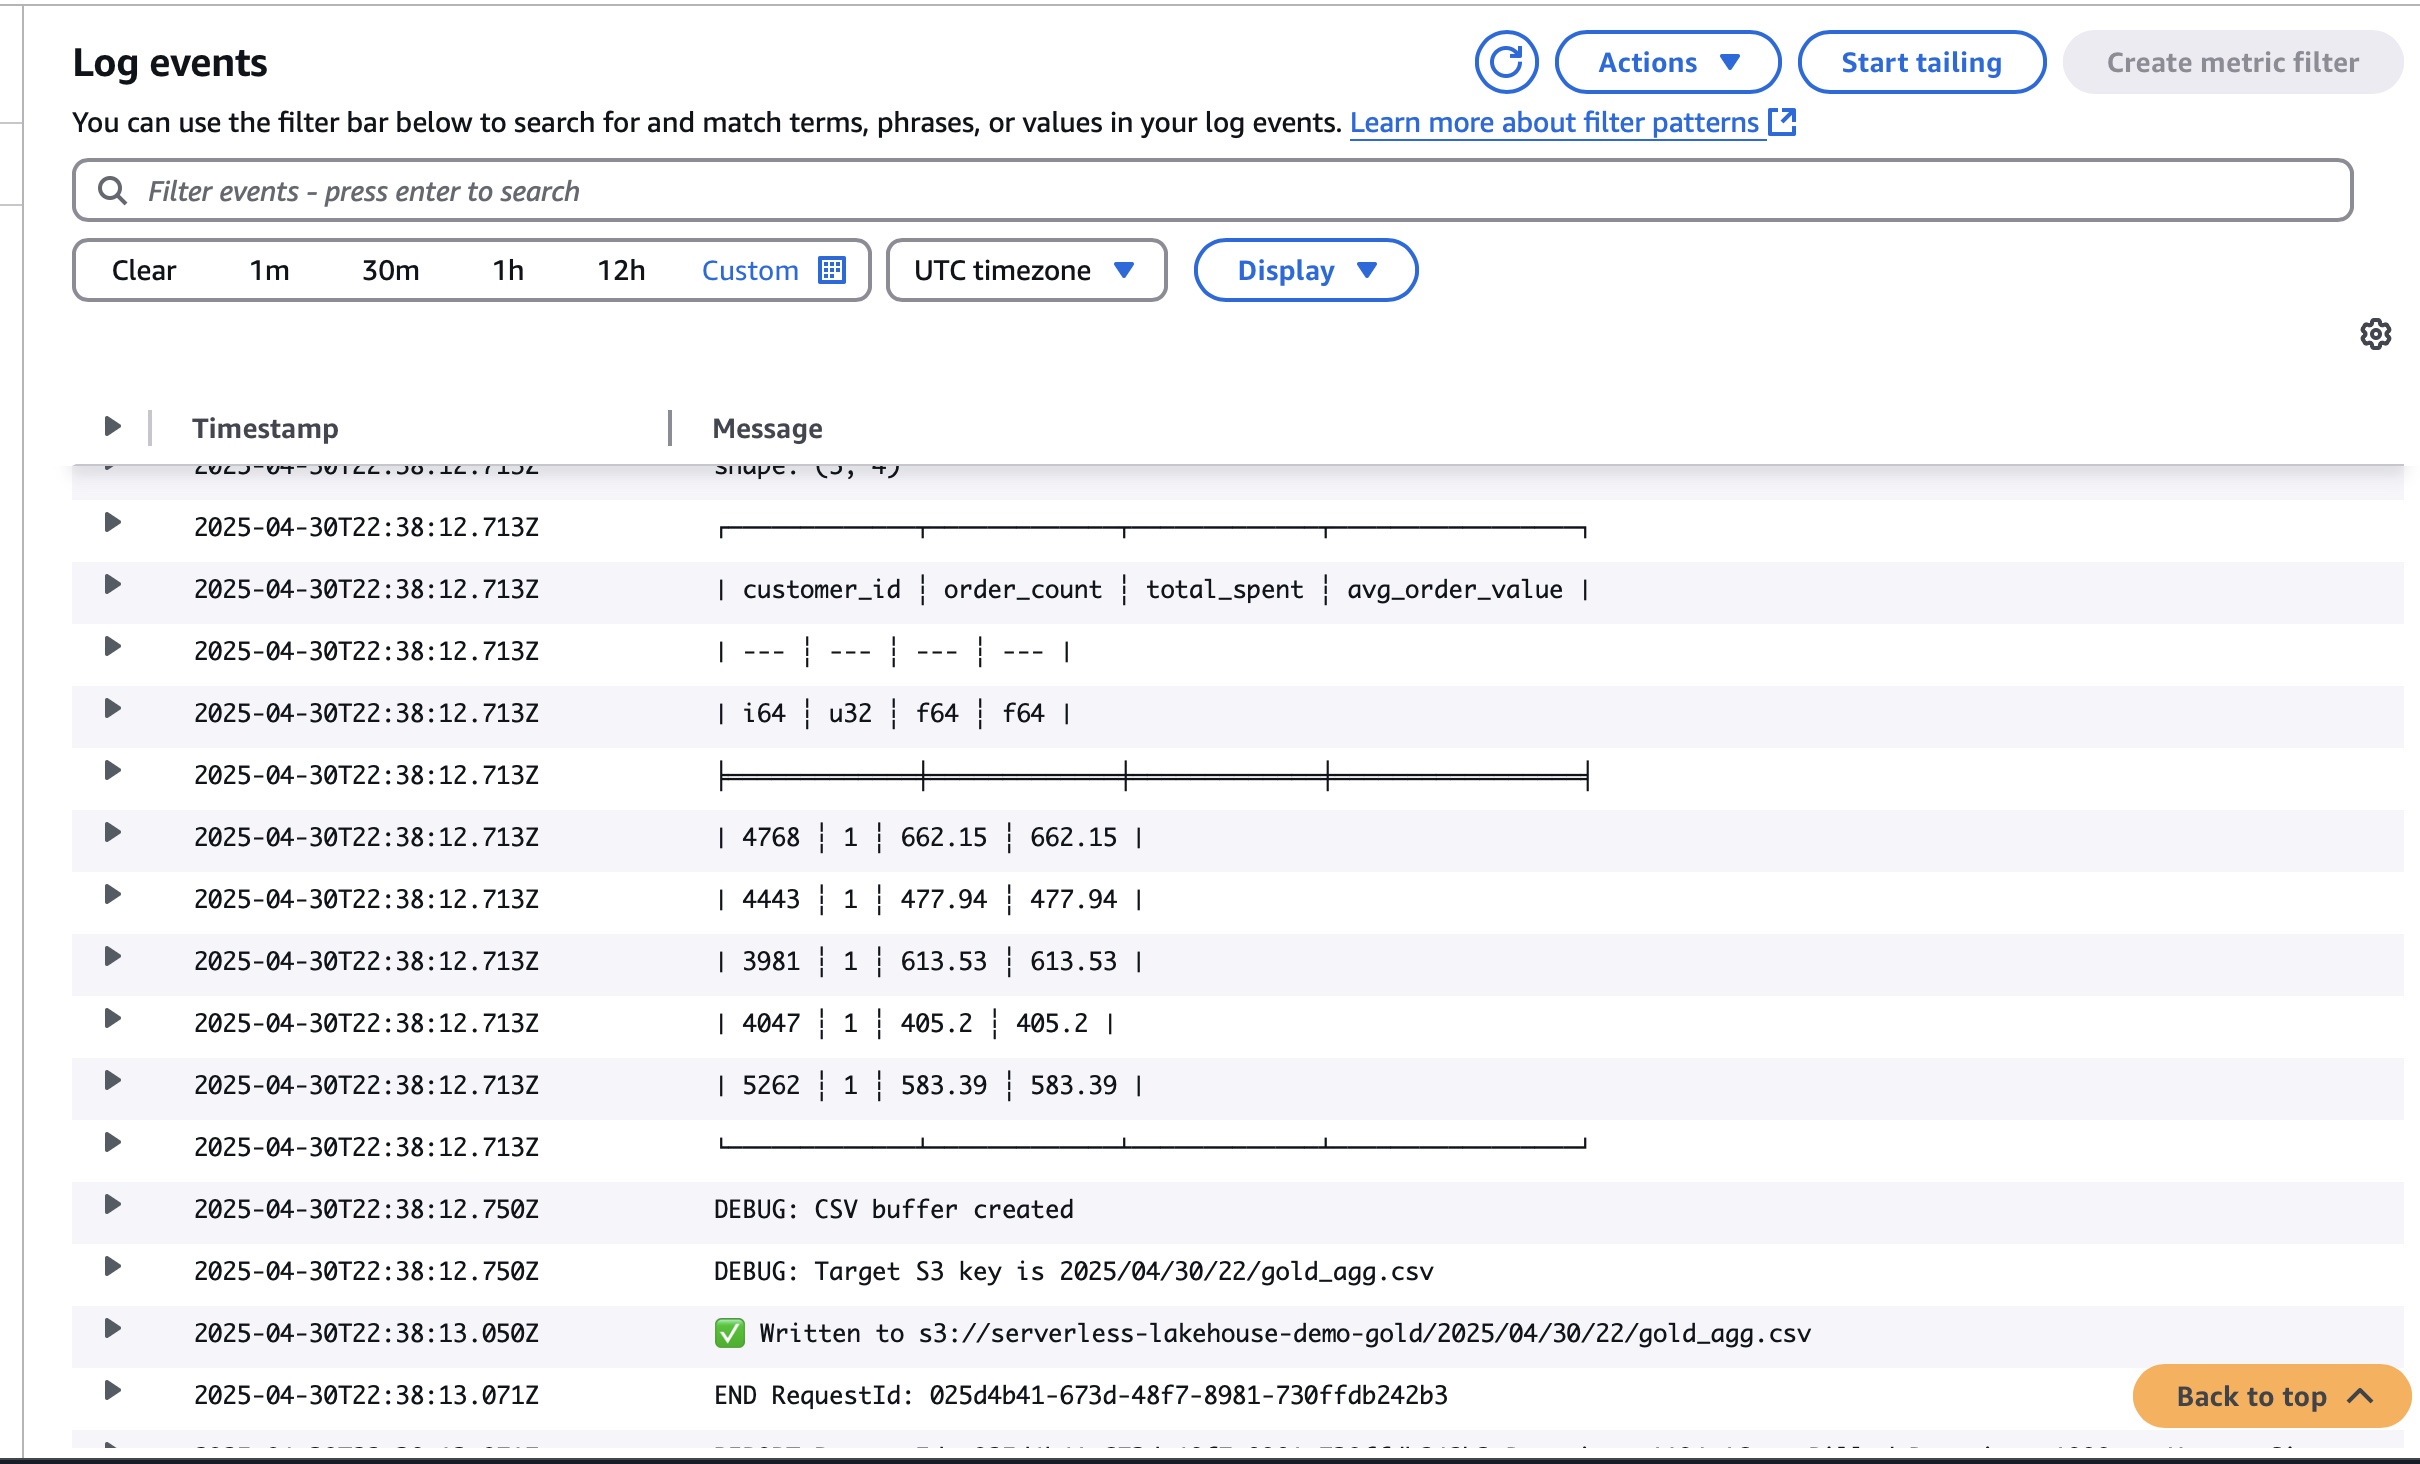 Log events
Actions
Start tailing
Create metric filter
You can use the filter bar below to search for and match terms, phrases, or values in your log events. Learn more about filter patterns
Filter events - press enter to search
Clear 1m 30m 1h 12h Custom
UTC timezone
Display
Timestamp Message
2025-04-30T22:38:12.713Z shape: (5, 4)
2025-04-30T22:38:12.713Z ┌─────────────┬─────────────┬─────────────┬─────────────────┐
2025-04-30T22:38:12.713Z | customer_id ┆ order_count ┆ total_spent ┆ avg_order_value |
2025-04-30T22:38:12.713Z | --- ┆ --- ┆ --- ┆ --- |
2025-04-30T22:38:12.713Z | i64 ┆ u32 ┆ f64 ┆ f64 |
2025-04-30T22:38:12.713Z ╞═════════════╪═════════════╪═════════════╪═════════════════╡
2025-04-30T22:38:12.713Z | 4768 ┆ 1 ┆ 662.15 ┆ 662.15 |
2025-04-30T22:38:12.713Z | 4443 ┆ 1 ┆ 477.94 ┆ 477.94 |
2025-04-30T22:38:12.713Z | 3981 ┆ 1 ┆ 613.53 ┆ 613.53 |
2025-04-30T22:38:12.713Z | 4047 ┆ 1 ┆ 405.2 ┆ 405.2 |
2025-04-30T22:38:12.713Z | 5262 ┆ 1 ┆ 583.39 ┆ 583.39 |
2025-04-30T22:38:12.713Z └─────────────┴─────────────┴─────────────┴─────────────────┘
2025-04-30T22:38:12.750Z DEBUG: CSV buffer created
2025-04-30T22:38:12.750Z DEBUG: Target S3 key is 2025/04/30/22/gold_agg.csv
2025-04-30T22:38:13.050Z ✅ Written to s3://serverless-lakehouse-demo-gold/2025/04/30/22/gold_agg.csv
2025-04-30T22:38:13.071Z END RequestId: 025d4b41-673d-48f7-8981-730ffdb242b3
Back to top